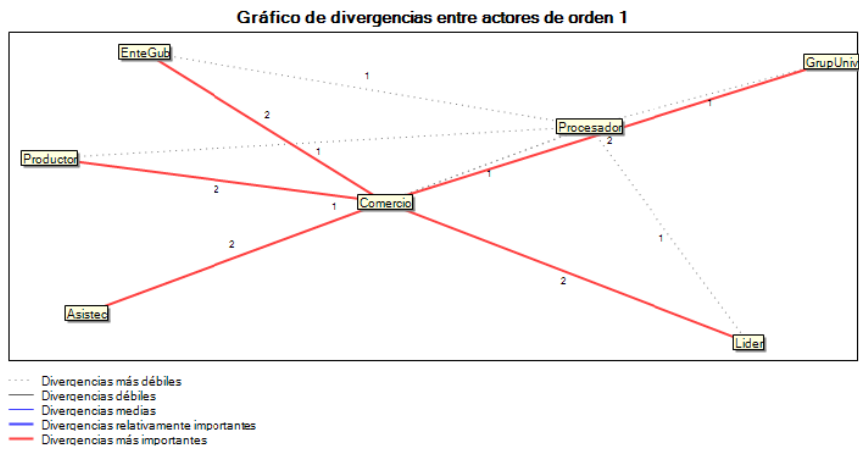 Gráfico de divergencias entre actores de orden 1
EnteGub
GrupUniv
1
1
2
Procesador
2
1
Productor
1
2
Comercio
1
2
1
2
Asistec
Lider
Divergencias más débiles
Divergencias débiles
Divergencias medias
Divergencias relativamente importantes
Divergencias más importantes